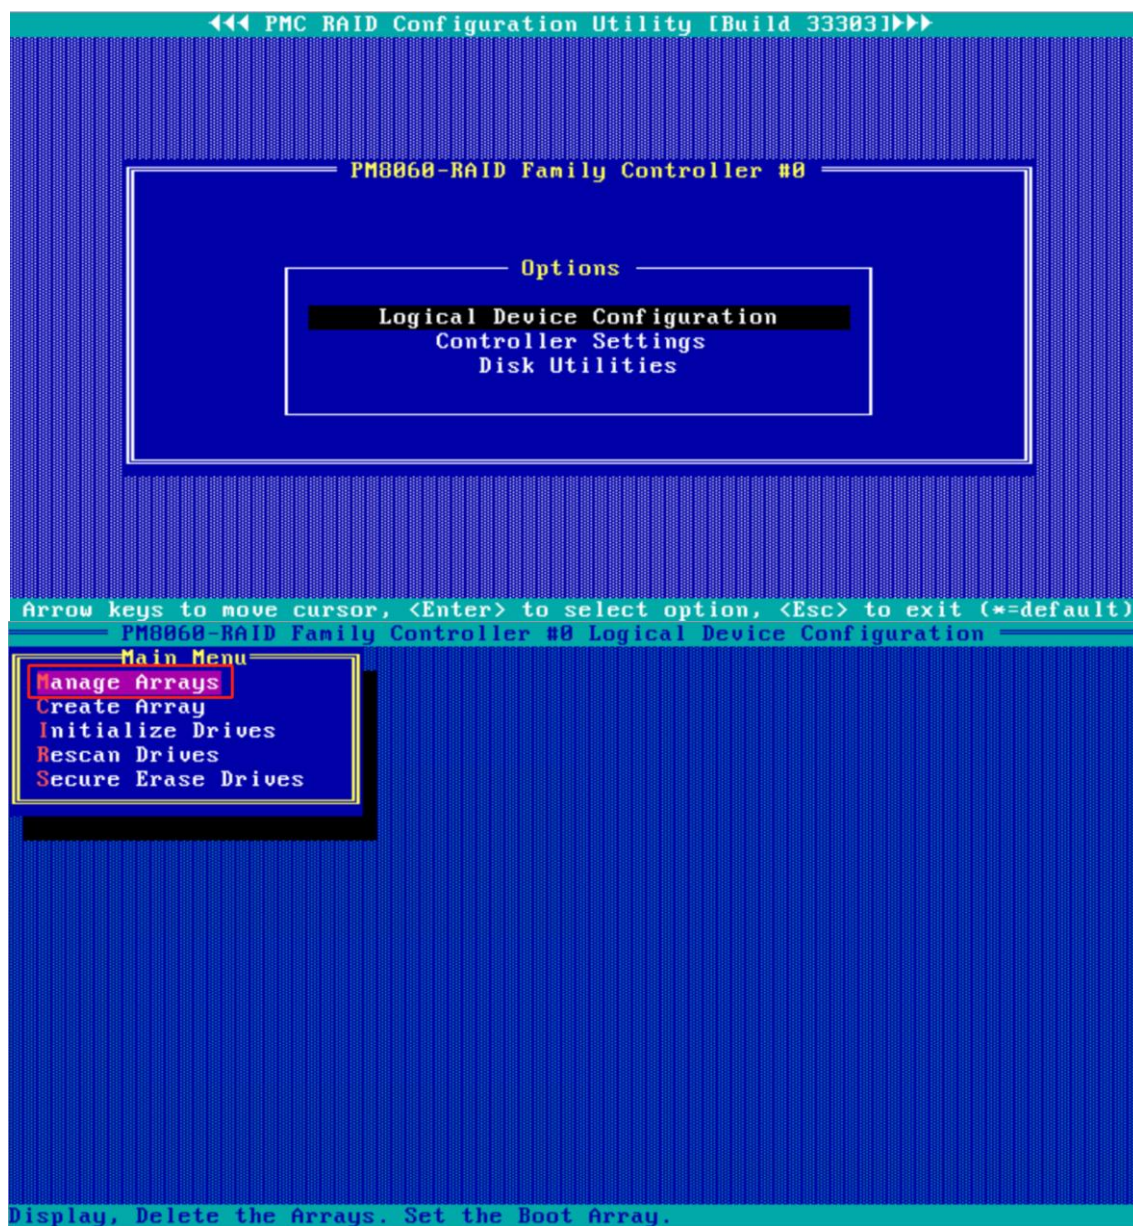 PMC RAID Configuration Utility [Build 33303]
PM8060-RAID Family Controller #0
Options
Logical Device Configuration
Controller Settings
Disk Utilities
Arrow keys to move cursor, <Enter> to select option, <Esc> to exit (*=default)
PM8060-RAID Family Controller #0 Logical Device Configuration
Main Menu
Manage Arrays
Create Array
Initialize Drives
Rescan Drives
Secure Erase Drives
Display, Delete the Arrays. Set the Boot Array.